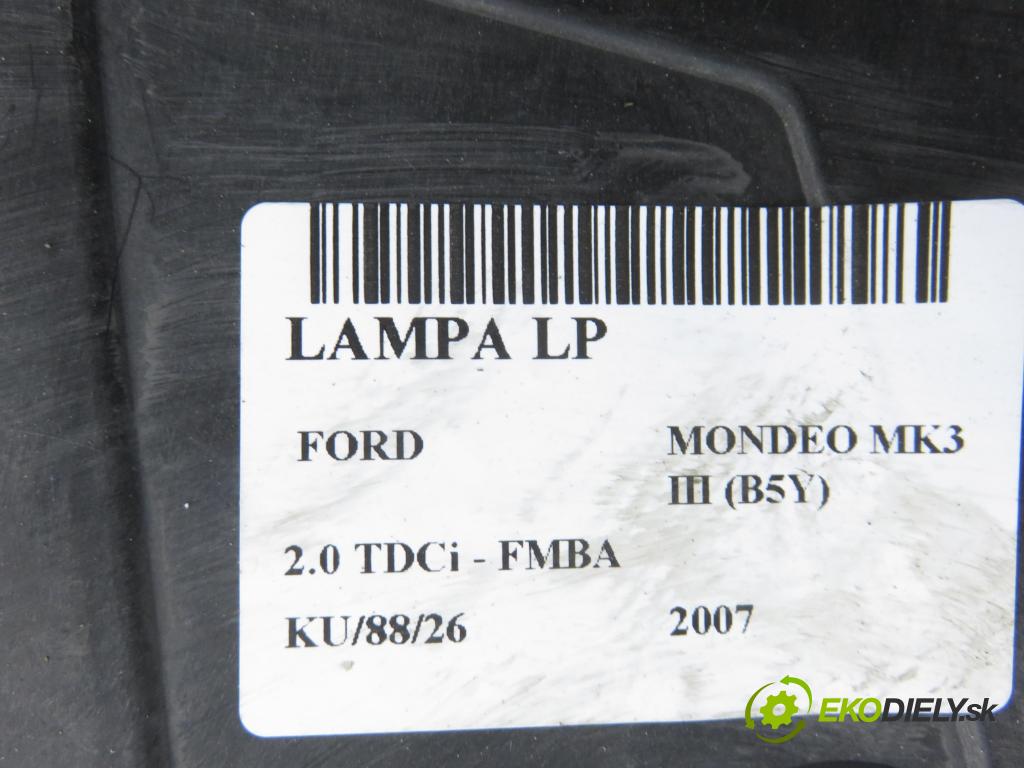 LAMPA LP
FORD
MONDEO MK3
III (B5Y)
2.0 TDCi - FMBA
KU/88/26
2007
EKODIELY.sk